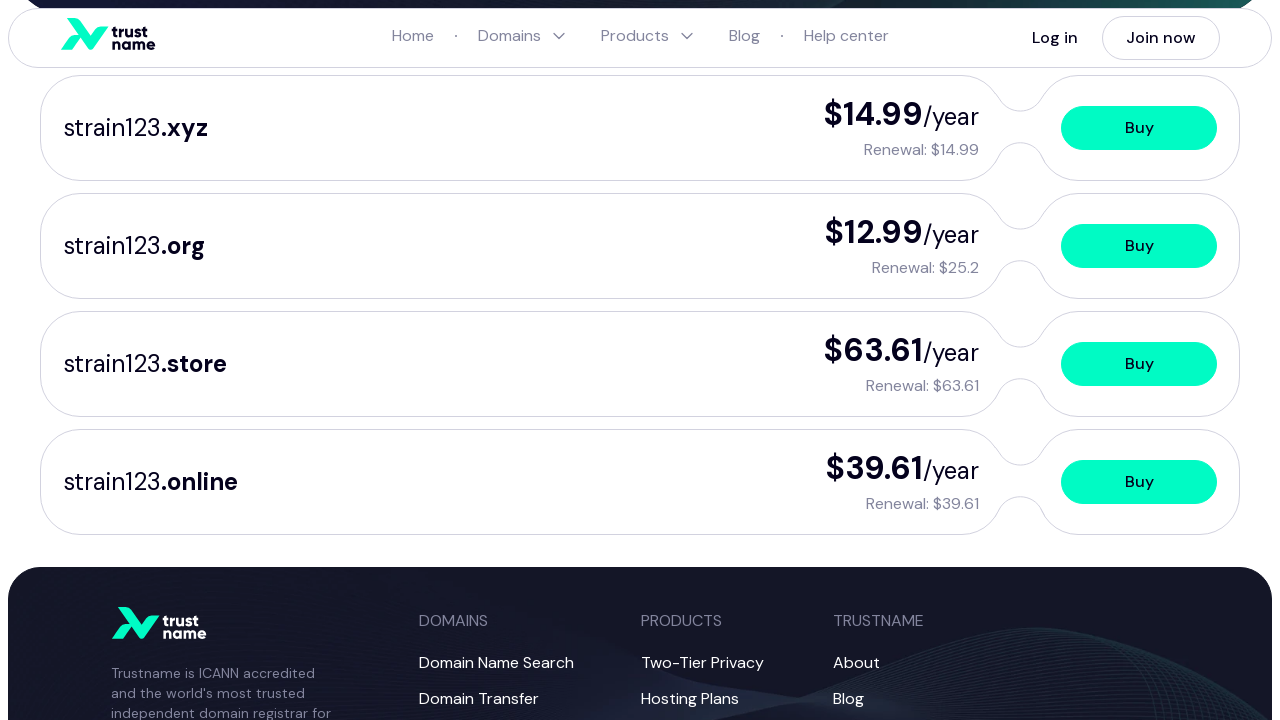 trust
name
Home · Domains Products Blog · Help center
Log in Join now
strain123.xyz
$14.99/year
Renewal: $14.99
Buy
strain123.org
$12.99/year
Renewal: $25.2
Buy
strain123.store
$63.61/year
Renewal: $63.61
Buy
strain123.online
$39.61/year
Renewal: $39.61
Buy
trust
name
Trustname is ICANN accredited
and the world's most trusted
independent domain registrar for
DOMAINS
Domain Name Search
Domain Transfer
PRODUCTS
Two-Tier Privacy
Hosting Plans
TRUSTNAME
About
Blog